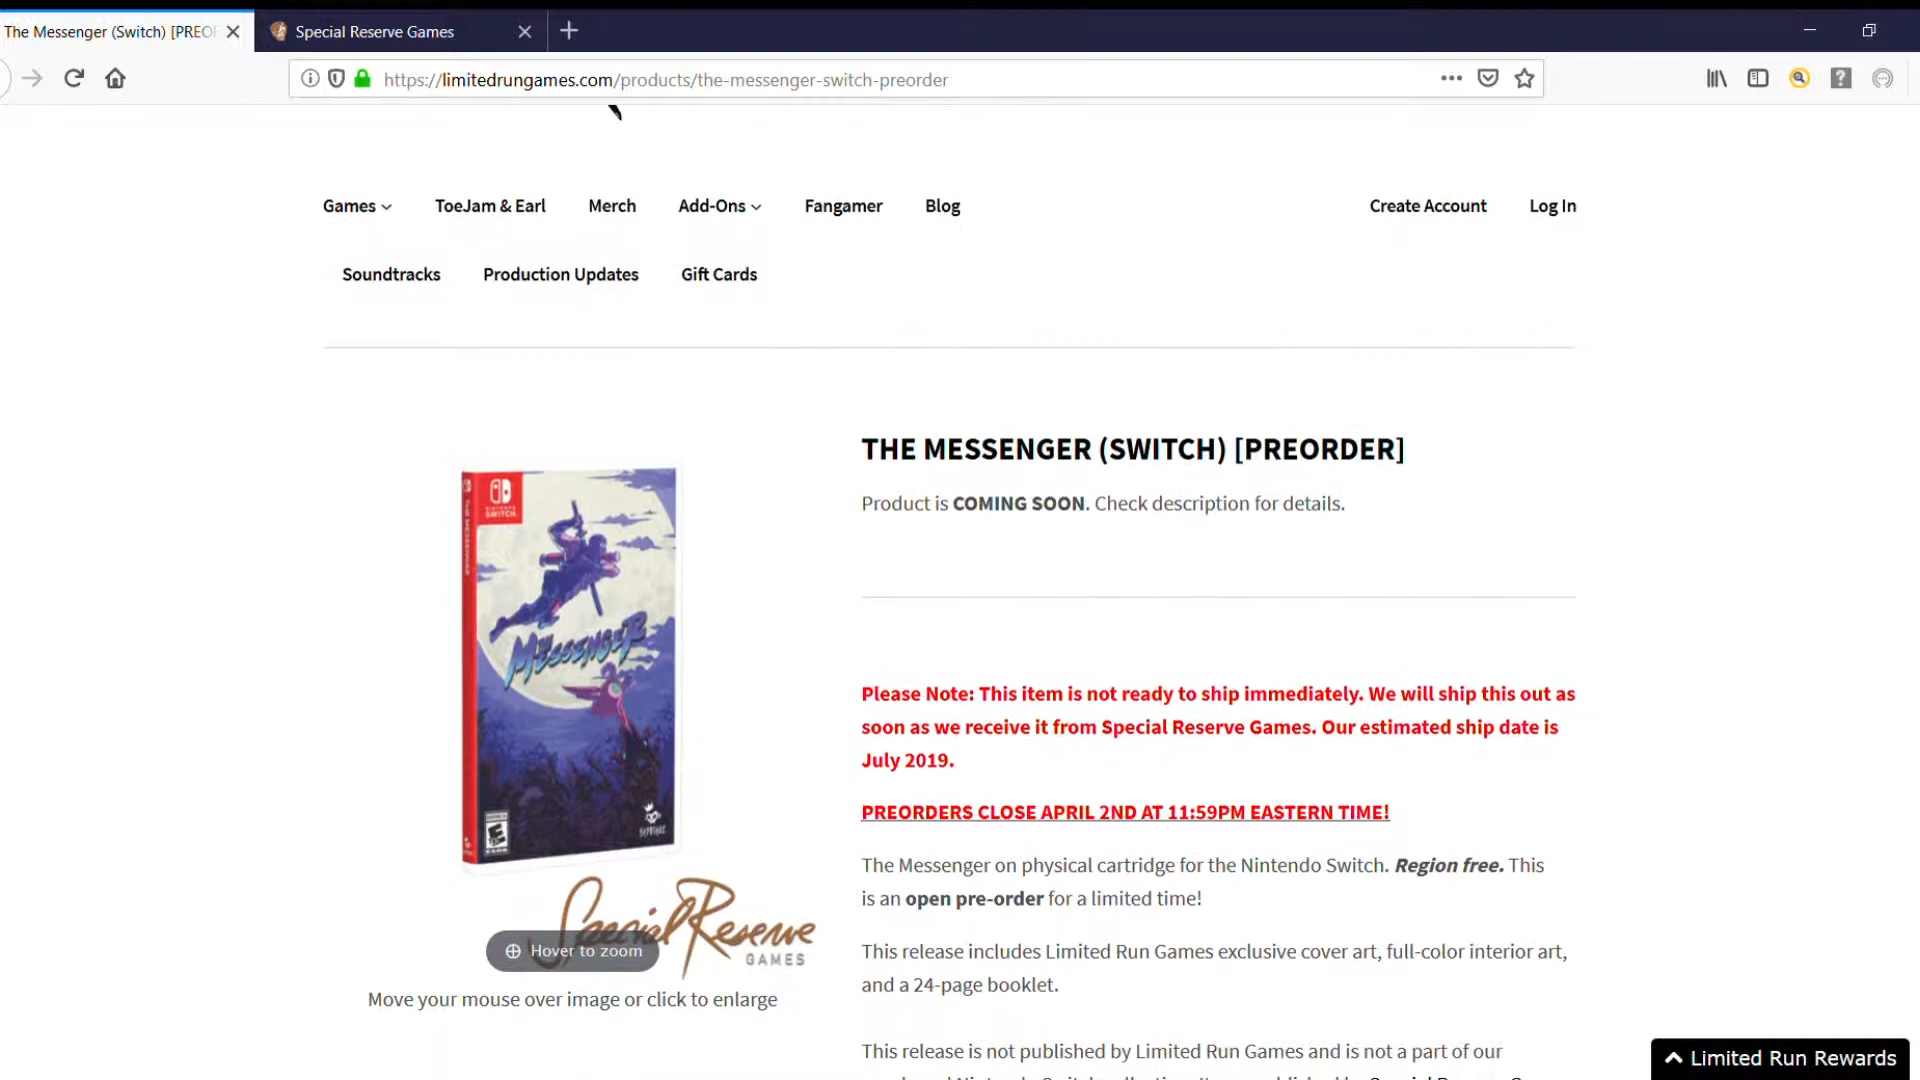 The Messenger (Switch) [PREO
Special Reserve Games
https://limitedrungames.com/products/the-messenger-switch-preorder
Games
ToeJam & Earl
Merch
Add-Ons
Fangamer
Blog
Create Account
Log In
Soundtracks
Production Updates
Gift Cards
THE MESSENGER (SWITCH) [PREORDER]
Product is COMING SOON. Check description for details.
NINTENDO
SWITCH
THE MESSENGER
THE MESSENGER
E
Special Reserve
GAMES
Hover to zoom
Move your mouse over image or click to enlarge
Please Note: This item is not ready to ship immediately. We will ship this out as
soon as we receive it from Special Reserve Games. Our estimated ship date is
July 2019.
PREORDERS CLOSE APRIL 2ND AT 11:59PM EASTERN TIME!
The Messenger on physical cartridge for the Nintendo Switch. Region free. This
is an open pre-order for a limited time!
This release includes Limited Run Games exclusive cover art, full-color interior art,
and a 24-page booklet.
This release is not published by Limited Run Games and is not a part of our
Limited Run Rewards